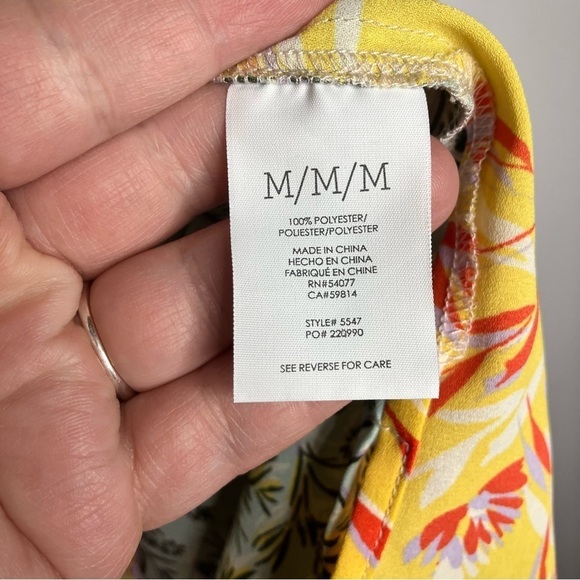 M/M/M
100% POLYESTER/
POLIESTER/POLYESTER
MADE IN CHINA
HECHO EN CHINA
FABRIQUÉ EN CHINE
RN#54077
CA#59814
STYLE# 5547
PO# 220990
SEE REVERSE FOR CARE